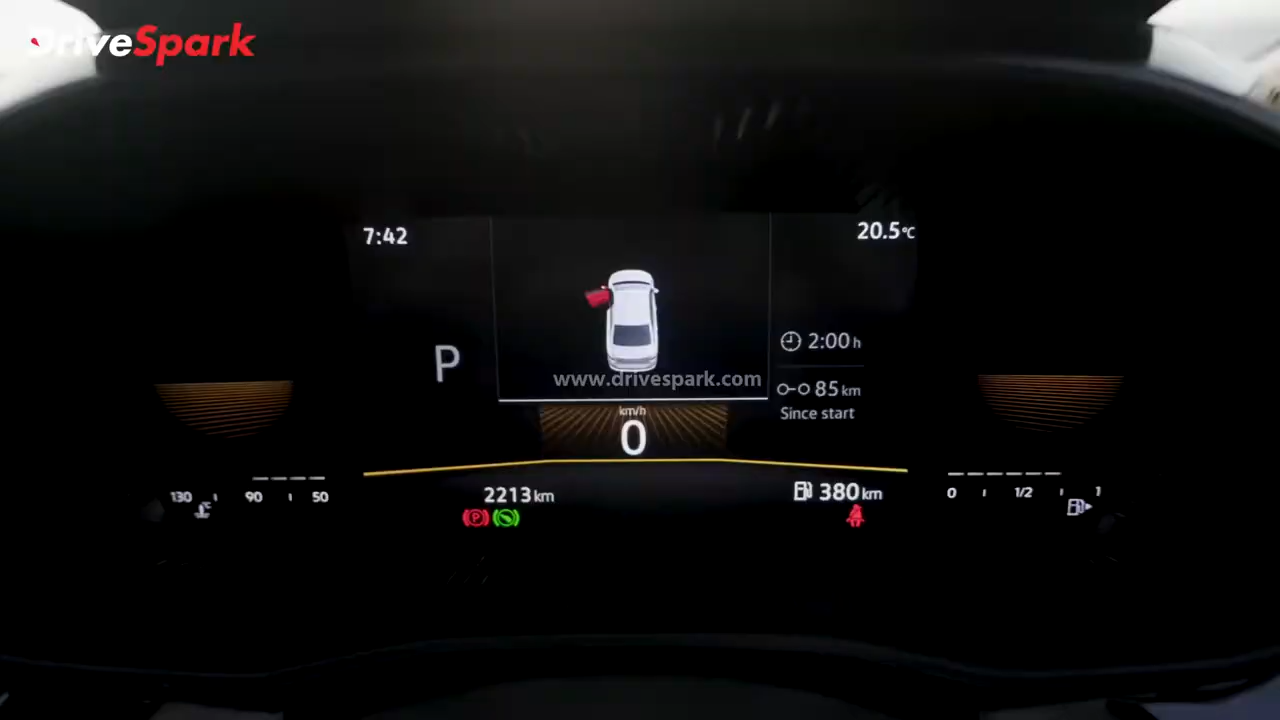 DriveSpark
7:42
20.5°C
P
2:00 h
85 km
Since start
www.drivespark.com
km/h
0
130 90 50
2213 km
380 km
0 1/2 1
P